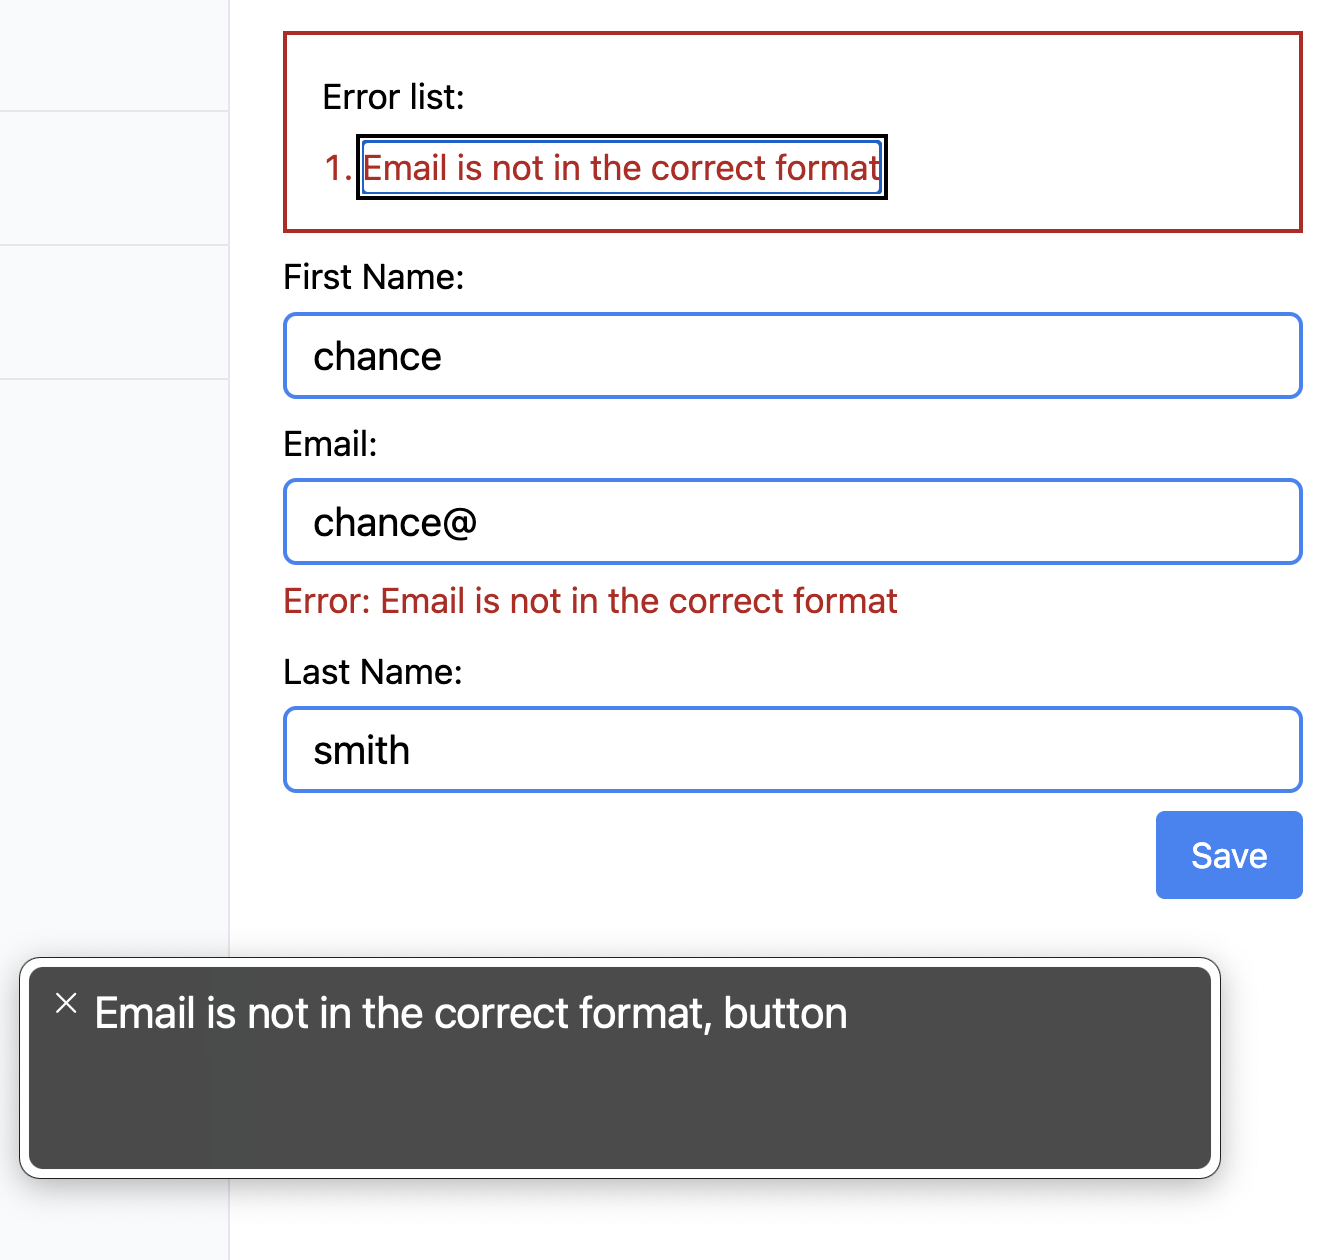 Error list:
1. Email is not in the correct format
First Name:
chance
Email:
chance@
Error: Email is not in the correct format
Last Name:
smith
Save
Email is not in the correct format, button